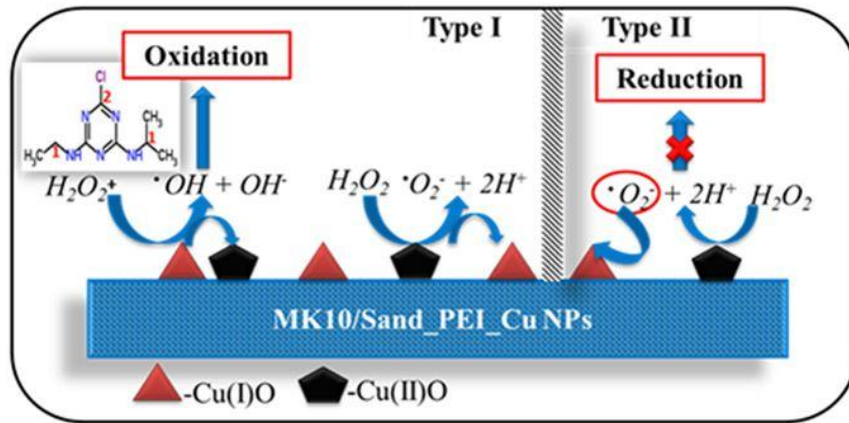 Type I
Type II
Oxidation
Reduction
Cl
2
N
N
CH₃
1
1
H₃C
NH
N
NH
CH₃
H₂O₂⁺
•OH + OH⁻
H₂O₂ •O₂⁻ + 2H⁺
•O₂⁻ + 2H⁺ H₂O₂
MK10/Sand_PEI_Cu NPs
-Cu(I)O
-Cu(II)O